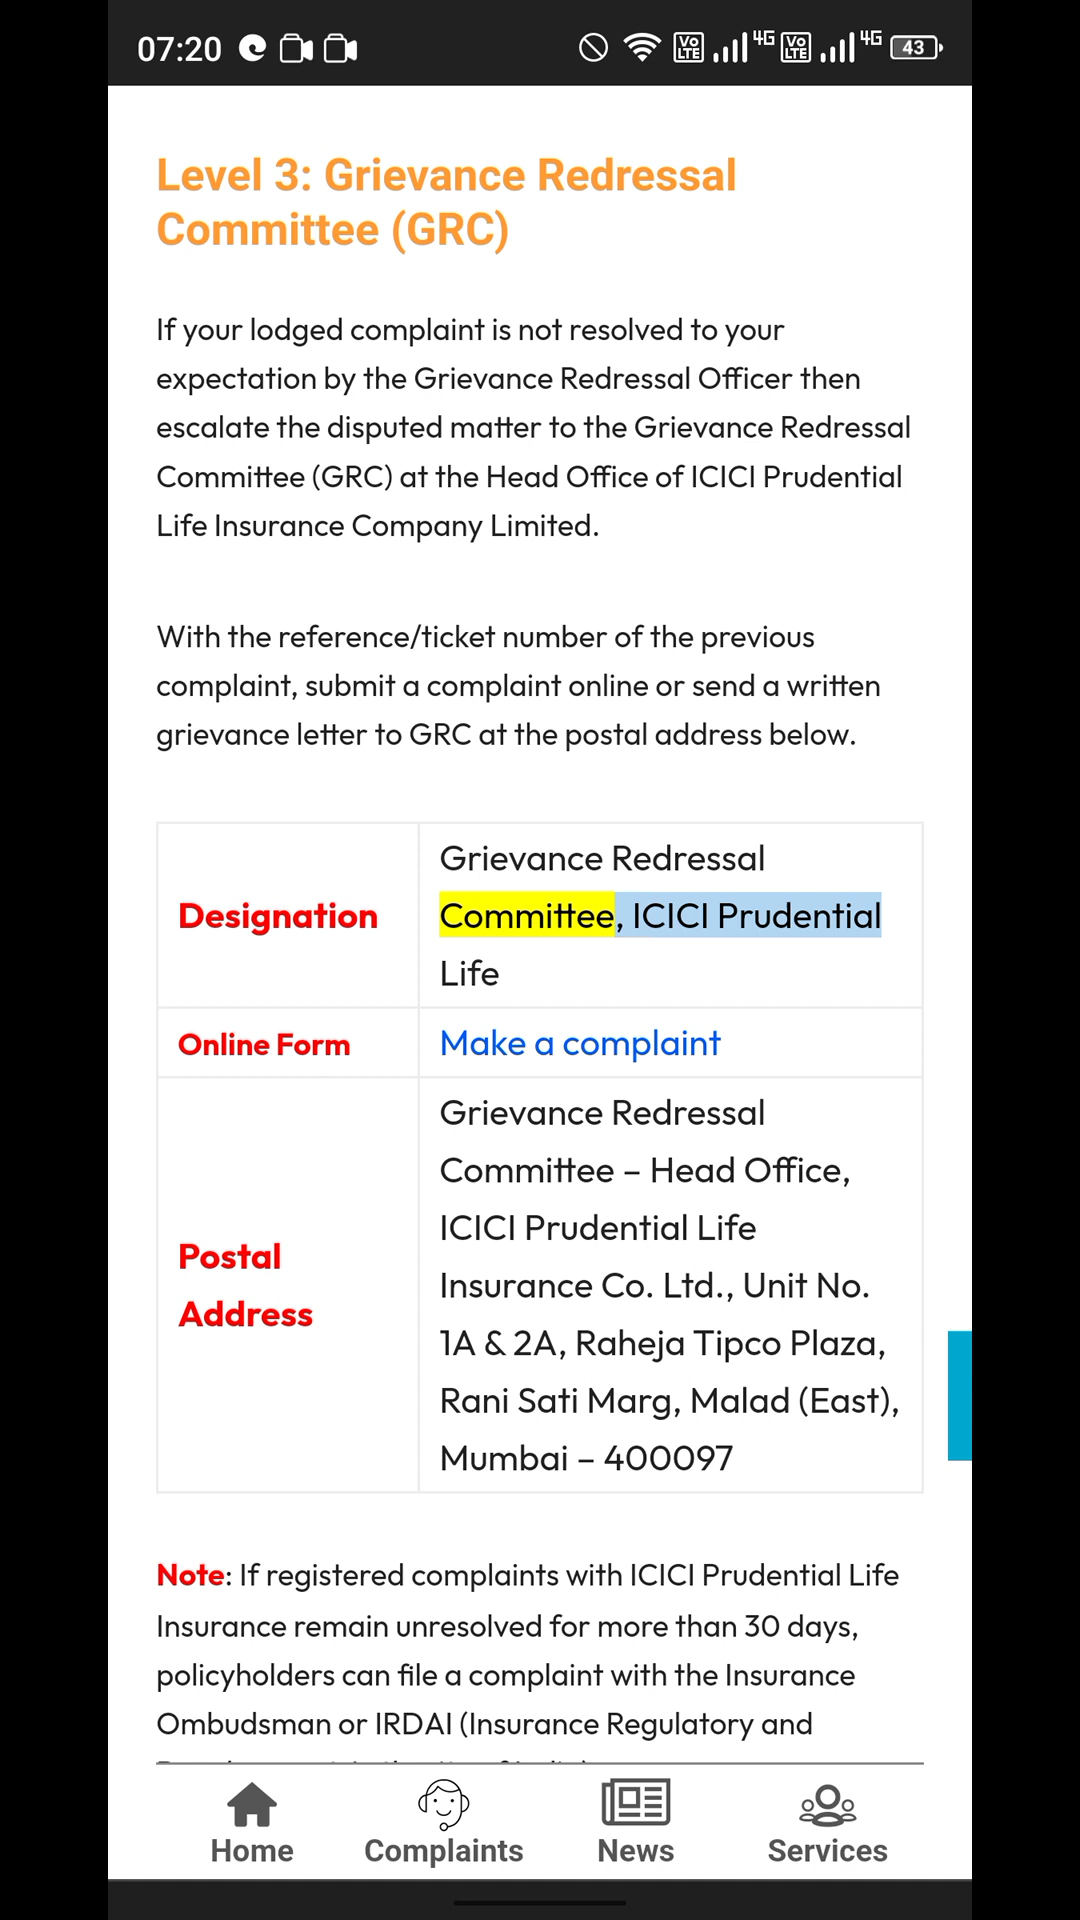 07:20
VoLTE 4G VoLTE 4G 43
Level 3: Grievance Redressal
Committee (GRC)
If your lodged complaint is not resolved to your
expectation by the Grievance Redressal Officer then
escalate the disputed matter to the Grievance Redressal
Committee (GRC) at the Head Office of ICICI Prudential
Life Insurance Company Limited.
With the reference/ticket number of the previous
complaint, submit a complaint online or send a written
grievance letter to GRC at the postal address below.
Designation
Grievance Redressal
Committee, ICICI Prudential
Life
Online Form
Make a complaint
Postal
Address
Grievance Redressal
Committee – Head Office,
ICICI Prudential Life
Insurance Co. Ltd., Unit No.
1A & 2A, Raheja Tipco Plaza,
Rani Sati Marg, Malad (East),
Mumbai – 400097
Note: If registered complaints with ICICI Prudential Life
Insurance remain unresolved for more than 30 days,
policyholders can file a complaint with the Insurance
Ombudsman or IRDAI (Insurance Regulatory and
Home
Complaints
News
Services